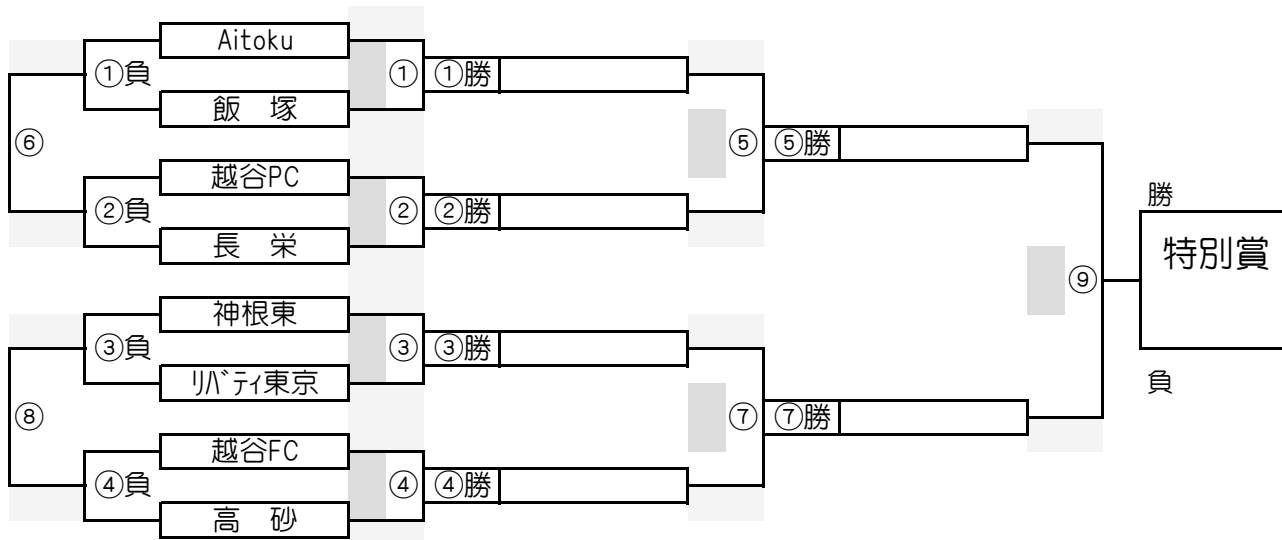 Aitoku
①負 ① ①勝
飯 塚
⑥ ⑤ ⑤勝
越谷PC
②負 ② ②勝
長 栄
勝
特別賞
⑨
神根東
③負 ③ ③勝
リバティ東京
負
⑧ ⑦ ⑦勝
越谷FC
④負 ④ ④勝
高 砂